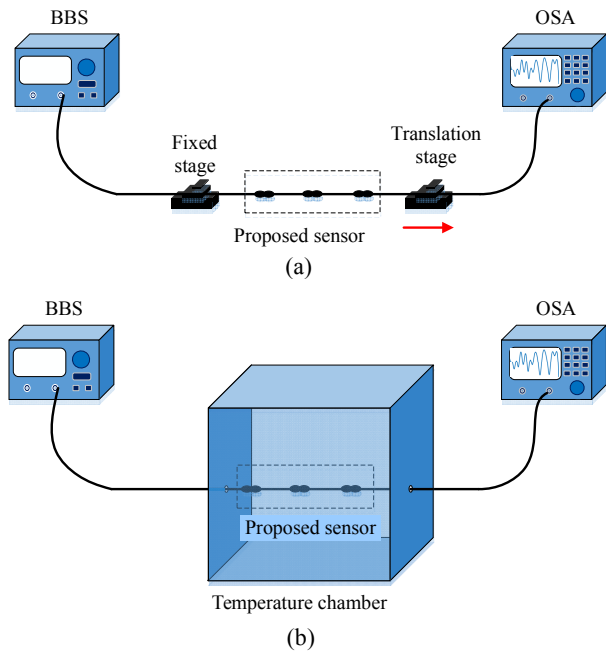 BBS
OSA
Fixed
stage
Translation
stage
Proposed sensor
(a)
BBS
OSA
Proposed sensor
Temperature chamber
(b)